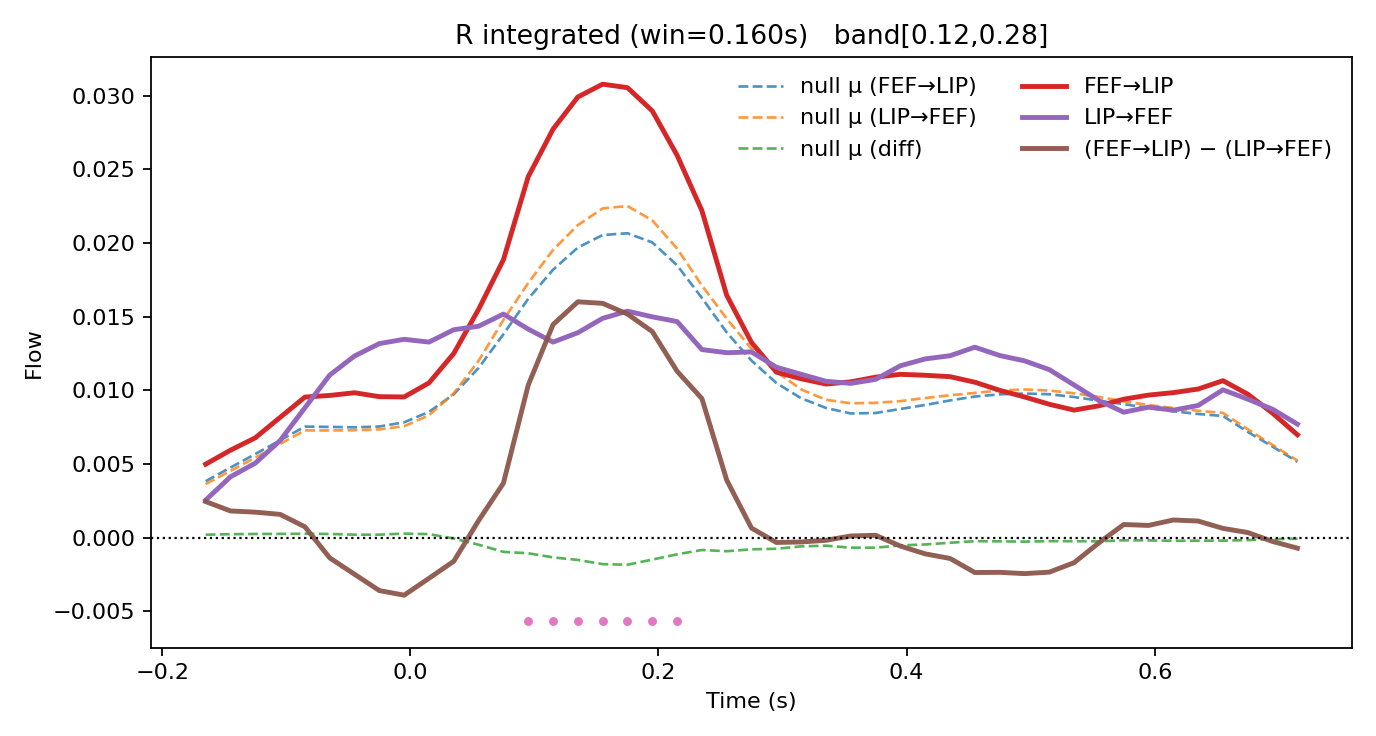 R integrated (win=0.160s)   band[0.12,0.28]
null μ (FEF→LIP)
null μ (LIP→FEF)
null μ (diff)
FEF→LIP
LIP→FEF
(FEF→LIP) − (LIP→FEF)
Flow
0.030
0.025
0.020
0.015
0.010
0.005
0.000
−0.005
−0.2
0.0
0.2
0.4
0.6
Time (s)